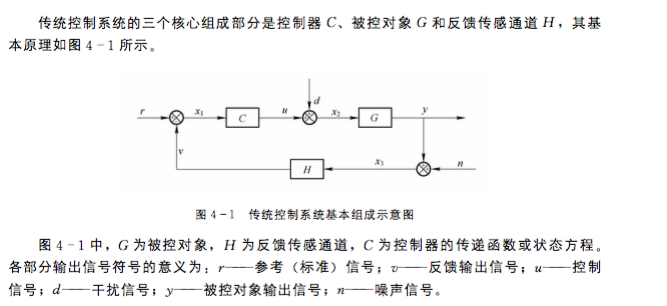 传统控制系统的三个核心组成部分是控制器 C、被控对象 G 和反馈传感通道 H，其基
本原理如图 4-1 所示。
d
r x₁ C u x₂ G y
v
H x₃ n
图 4-1 传统控制系统基本组成示意图
图 4-1 中，G 为被控对象，H 为反馈传感通道，C 为控制器的传递函数或状态方程。
各部分输出信号符号的意义为：r——参考（标准）信号；v——反馈输出信号；u——控制
信号；d——干扰信号；y——被控对象输出信号；n——噪声信号。